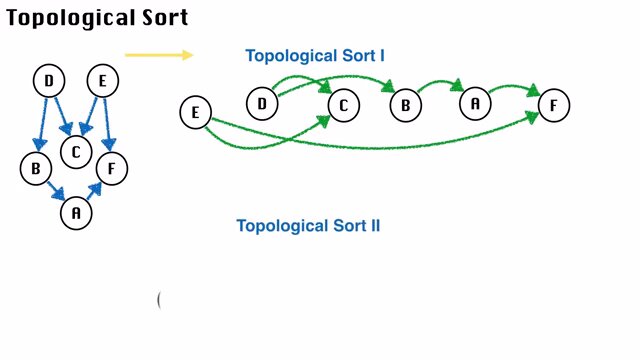 Topological Sort
Topological Sort I
D E
E D C B A F
C
B F
A
Topological Sort II